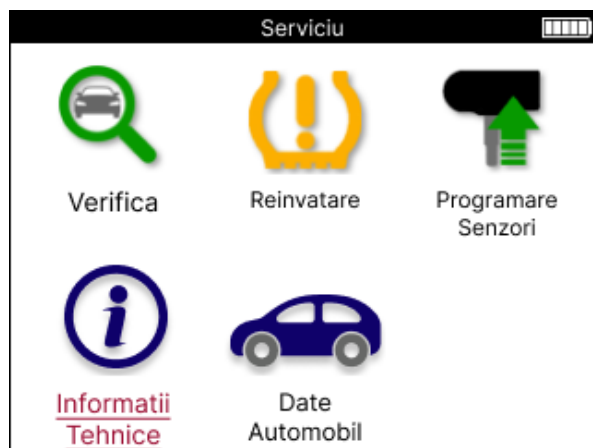 Serviciu
Verifica
Reinvatare
Programare
Senzori
Informatii
Tehnice
Date
Automobil